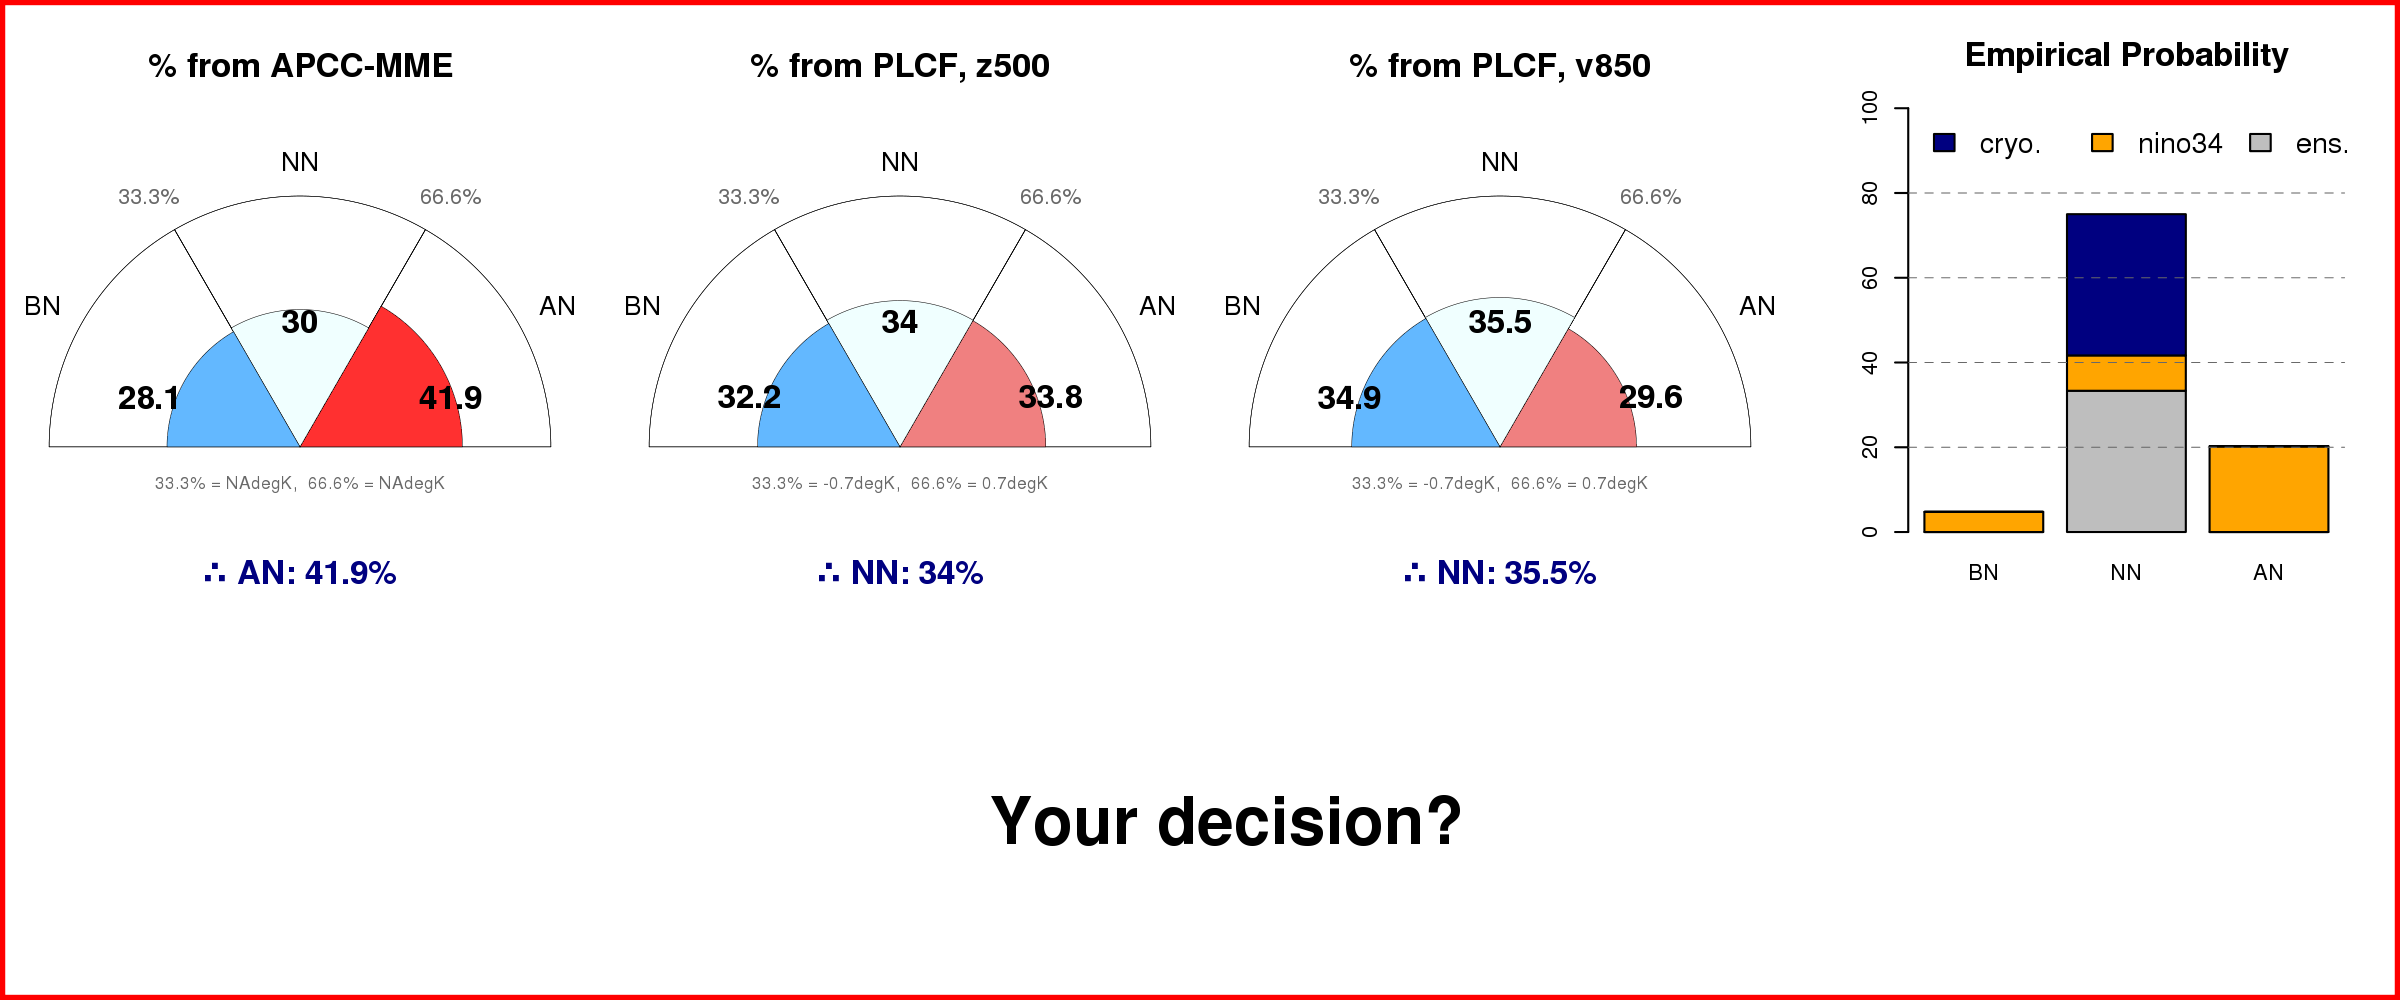 % from APCC-MME
NN
33.3%
66.6%
BN
AN
30
28.1
41.9
33.3% = NAdegK, 66.6% = NAdegK
∴ AN: 41.9%
% from PLCF, z500
NN
33.3%
66.6%
BN
AN
34
32.2
33.8
33.3% = -0.7degK, 66.6% = 0.7degK
∴ NN: 34%
% from PLCF, v850
NN
33.3%
66.6%
BN
AN
35.5
34.9
29.6
33.3% = -0.7degK, 66.6% = 0.7degK
∴ NN: 35.5%
Empirical Probability
cryo. nino34 ens.
100
80
60
40
20
0
BN NN AN
Your decision?